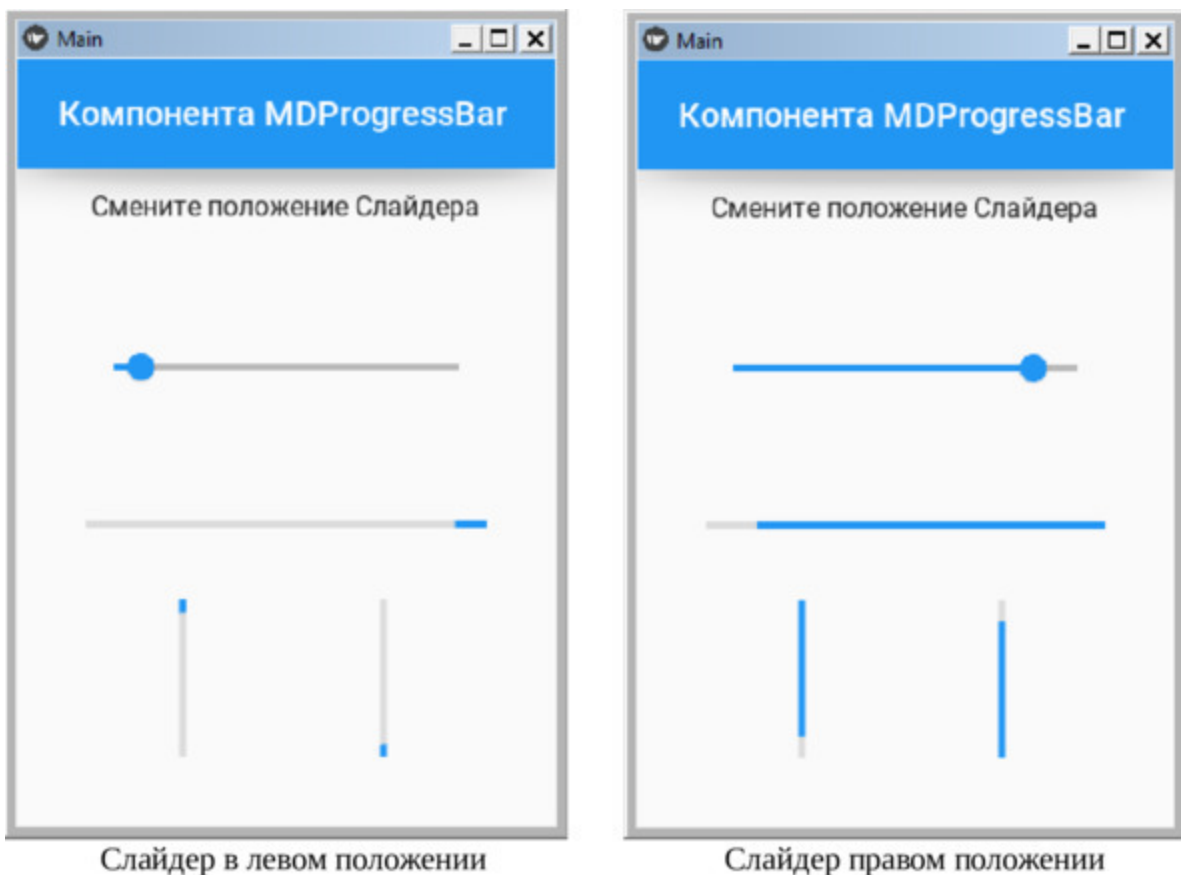 Main
Компонента MDProgressBar
Смените положение Слайдера
Слайдер в левом положении
Main
Компонента MDProgressBar
Смените положение Слайдера
Слайдер правом положении